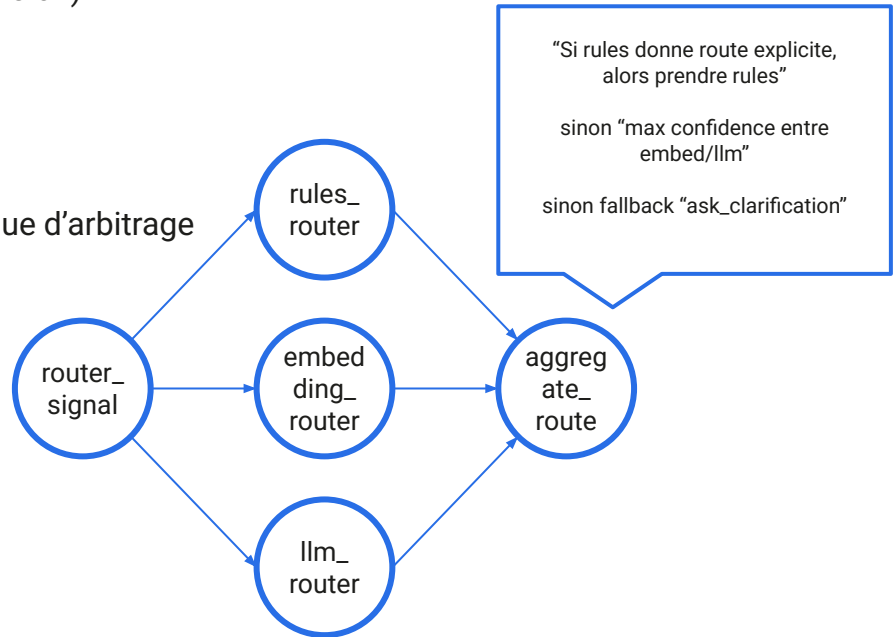 “Si rules donne route explicite,
alors prendre rules”
sinon “max confidence entre
embed/llm”
sinon fallback “ask_clarification”
rules_
router
ue d’arbitrage
router_
signal
embed
ding_
router
aggreg
ate_
route
llm_
router